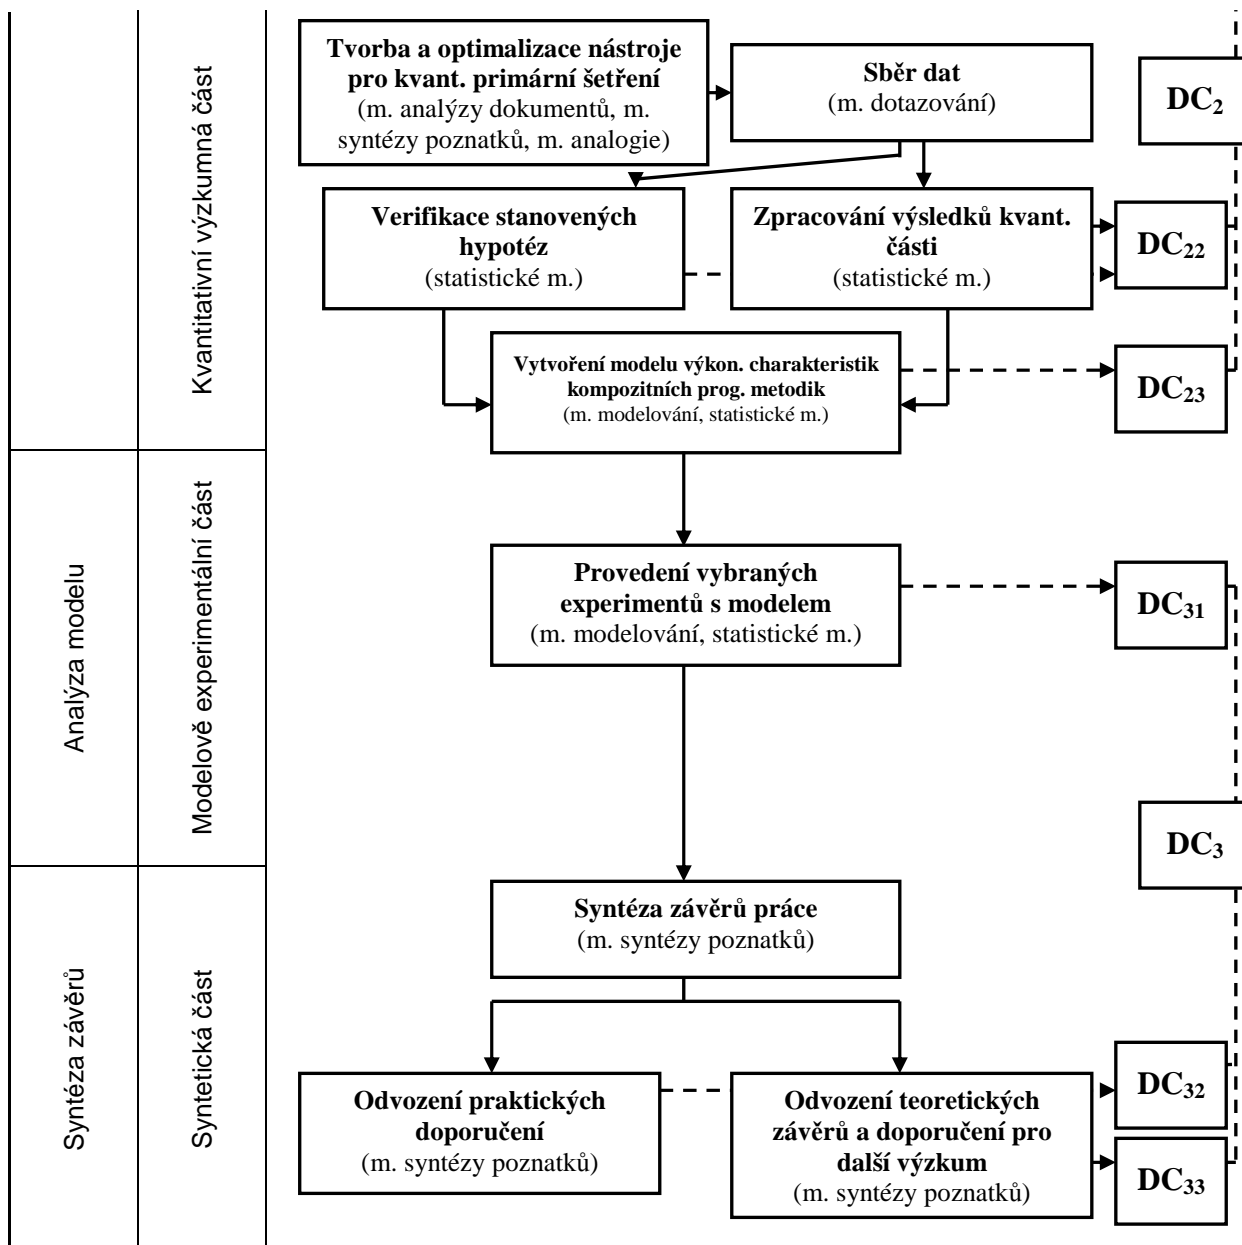 Tvorba a optimalizace nástroje
pro kvant. primární šetření
(m. analýzy dokumentů, m.
syntézy poznatků, m. analogie)
Sběr dat
(m. dotazování)
DC2
Kvantitativní výzkumná část
Verifikace stanovených
hypotéz
(statistické m.)
Zpracování výsledků kvant.
části
(statistické m.)
DC22
Vytvoření modelu výkon. charakteristik
kompozitních prog. metodik
(m. modelování, statistické m.)
DC23
Analýza modelu
Modelově experimentální část
Provedení vybraných
experimentů s modelem
(m. modelování, statistické m.)
DC31
DC3
Syntéza závěrů
Syntetická část
Syntéza závěrů práce
(m. syntézy poznatků)
Odvození praktických
doporučení
(m. syntézy poznatků)
Odvození teoretických
závěrů a doporučení pro
další výzkum
(m. syntézy poznatků)
DC32
DC33